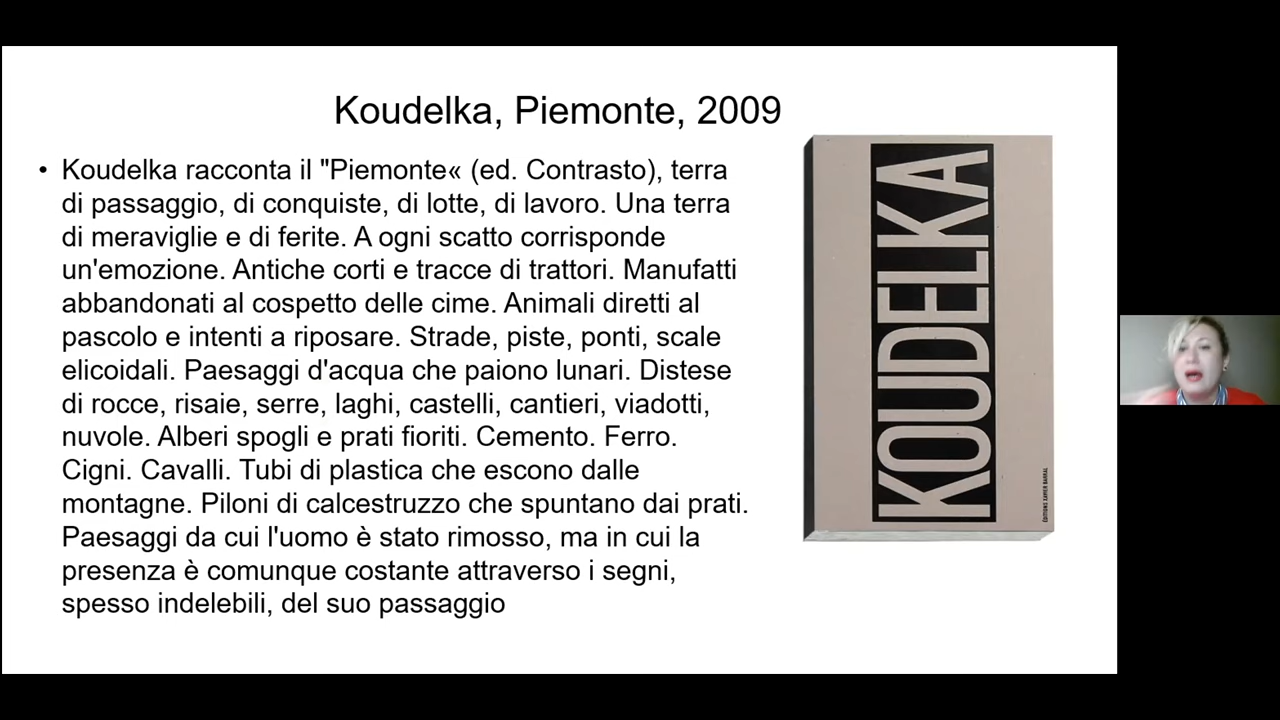 Koudelka, Piemonte, 2009
• Koudelka racconta il "Piemonte« (ed. Contrasto), terra
di passaggio, di conquiste, di lotte, di lavoro. Una terra
di meraviglie e di ferite. A ogni scatto corrisponde
un'emozione. Antiche corti e tracce di trattori. Manufatti
abbandonati al cospetto delle cime. Animali diretti al
pascolo e intenti a riposare. Strade, piste, ponti, scale
elicoidali. Paesaggi d'acqua che paiono lunari. Distese
di rocce, risaie, serre, laghi, castelli, cantieri, viadotti,
nuvole. Alberi spogli e prati fioriti. Cemento. Ferro.
Cigni. Cavalli. Tubi di plastica che escono dalle
montagne. Piloni di calcestruzzo che spuntano dai prati.
Paesaggi da cui l'uomo è stato rimosso, ma in cui la
presenza è comunque costante attraverso i segni,
spesso indelebili, del suo passaggio
KOUDELKA
ÉDITIONS XAVIER BARRAL